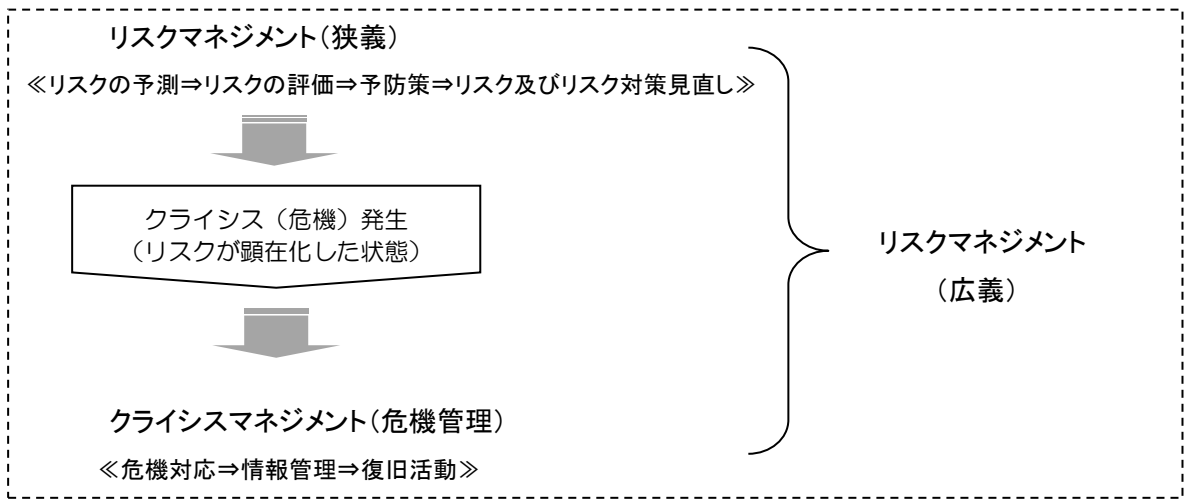 リスクマネジメント（狭義）
≪リスクの予測⇒リスクの評価⇒予防策⇒リスク及びリスク対策見直し≫
クライシス（危機）発生
（リスクが顕在化した状態）
リスクマネジメント
（広義）
クライシスマネジメント（危機管理）
≪危機対応⇒情報管理⇒復旧活動≫